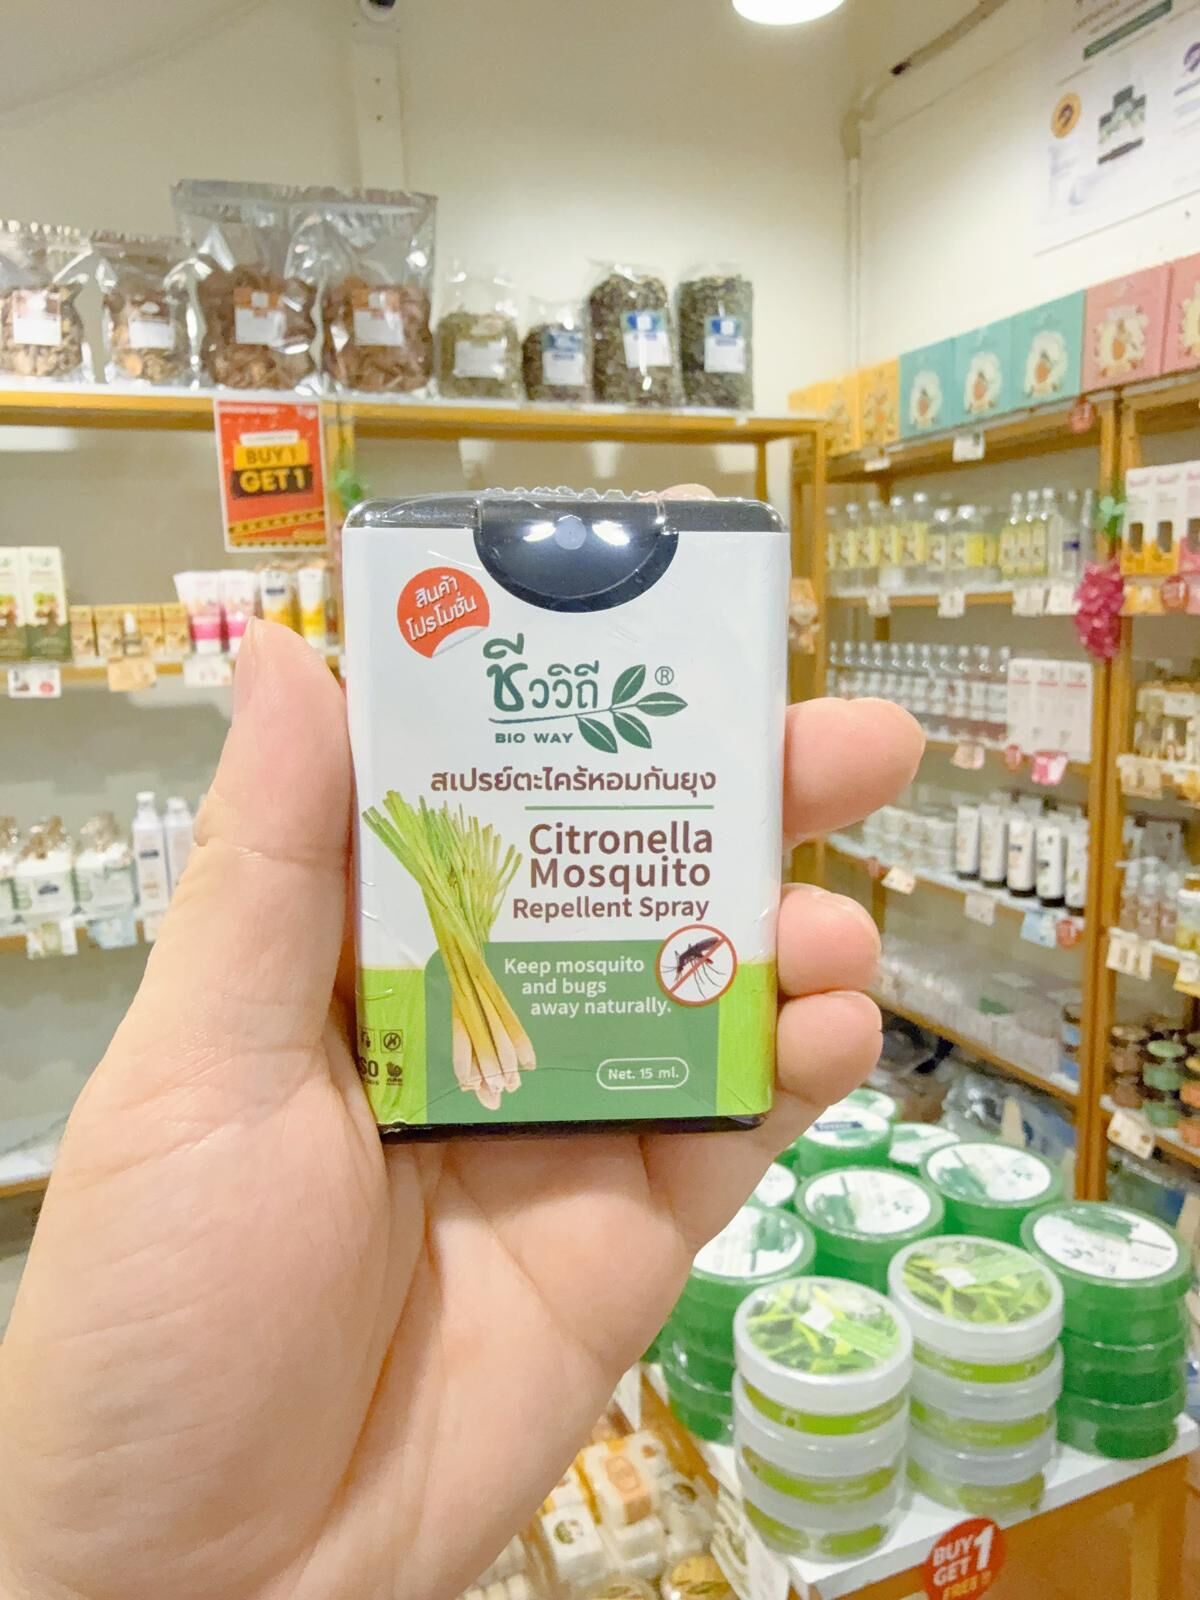 BUY 1
GET 1
สินค้า
โปรโมชั่น
ชีววิถี ®
BIO WAY
สเปรย์ตะไคร้หอมกันยุง
Citronella
Mosquito
Repellent Spray
Keep mosquito
and bugs
away naturally.
Net. 15 ml.
BUY 1
GET
FREE !!